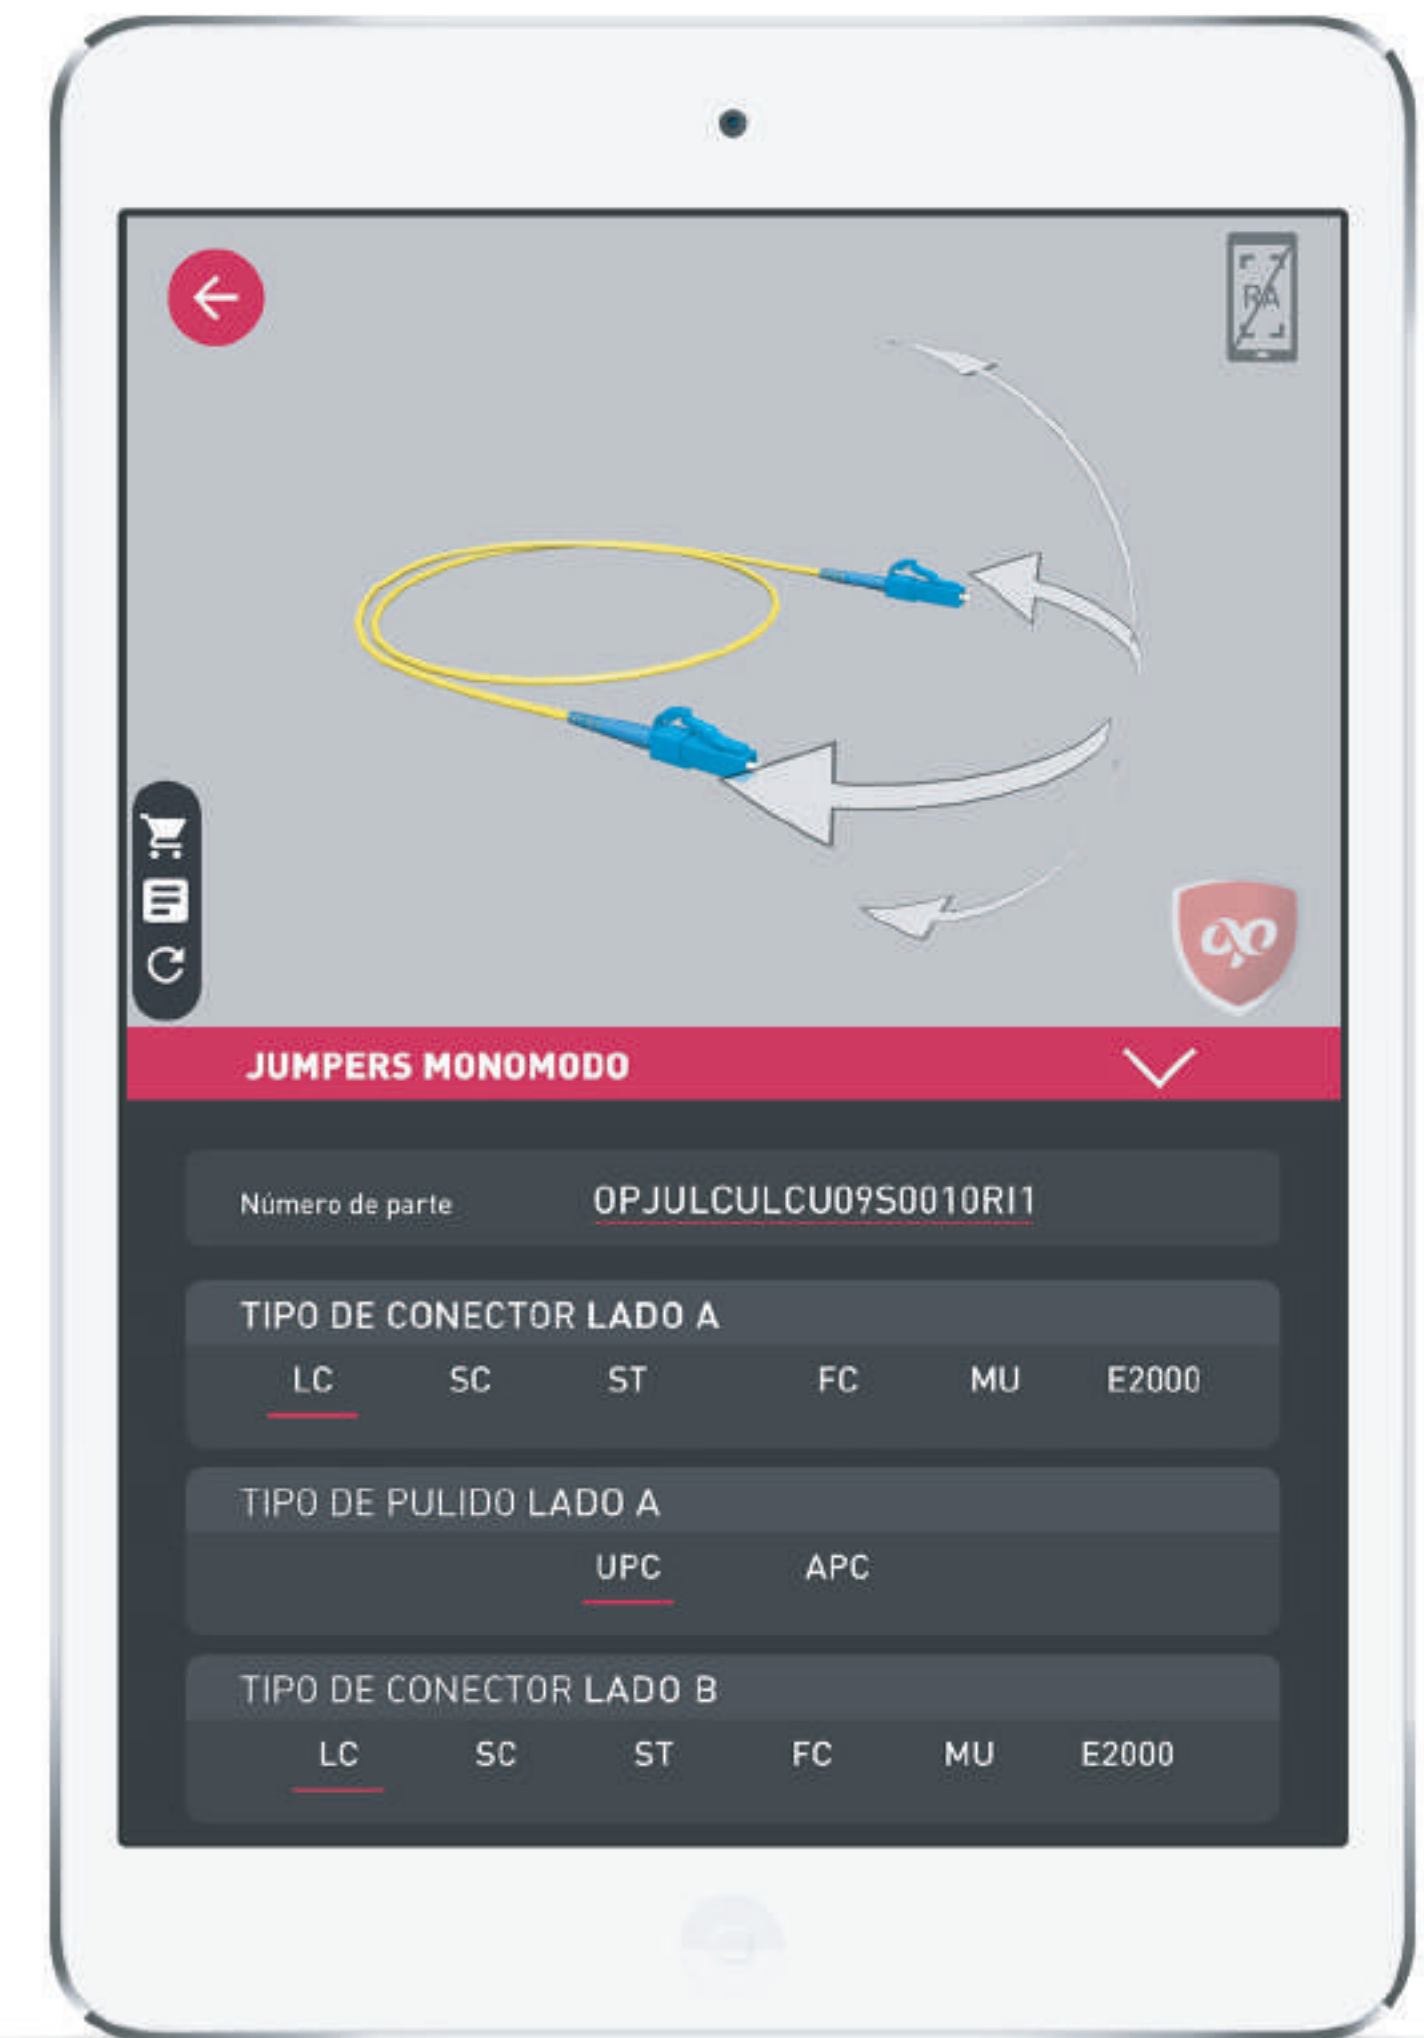 RA
JUMPERS MONOMODO
Número de parte OPJULCULCU09S0010RI1
TIPO DE CONECTOR LADO A
LC SC ST FC MU E2000
TIPO DE PULIDO LADO A
UPC APC
TIPO DE CONECTOR LADO B
LC SC ST FC MU E2000